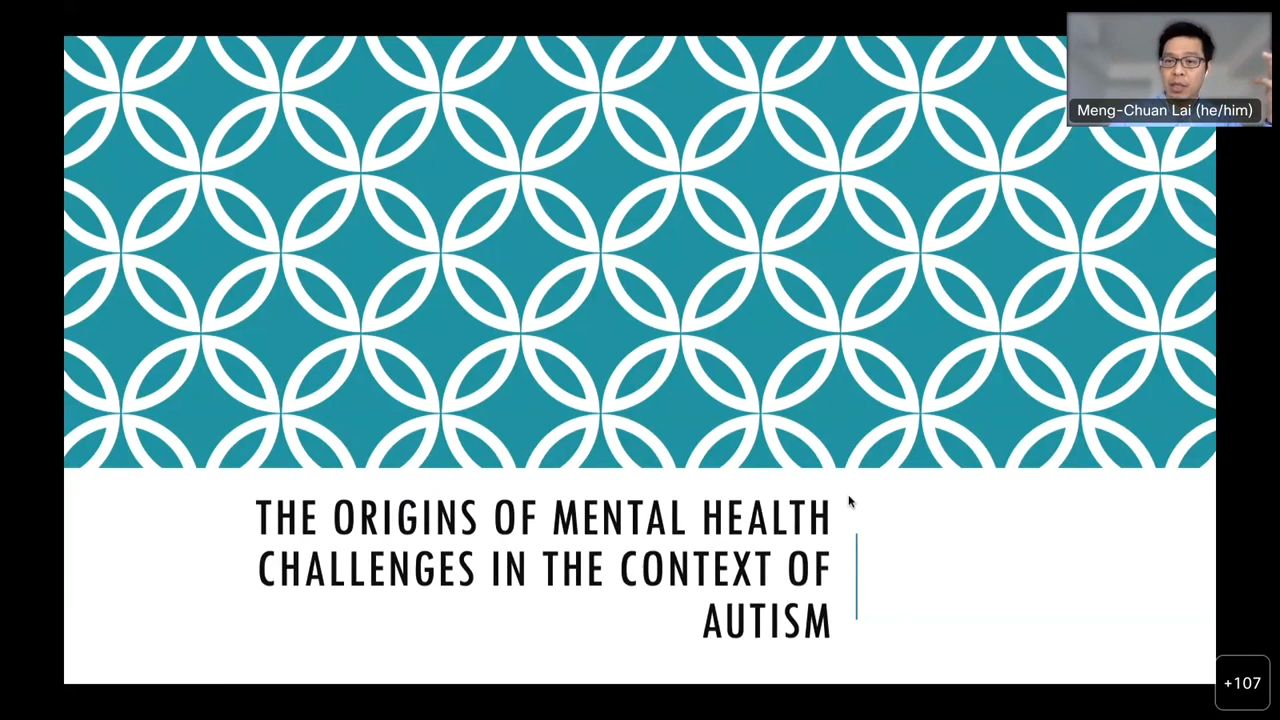 Meng-Chuan Lai (he/him)
THE ORIGINS OF MENTAL HEALTH
CHALLENGES IN THE CONTEXT OF
AUTISM
+107